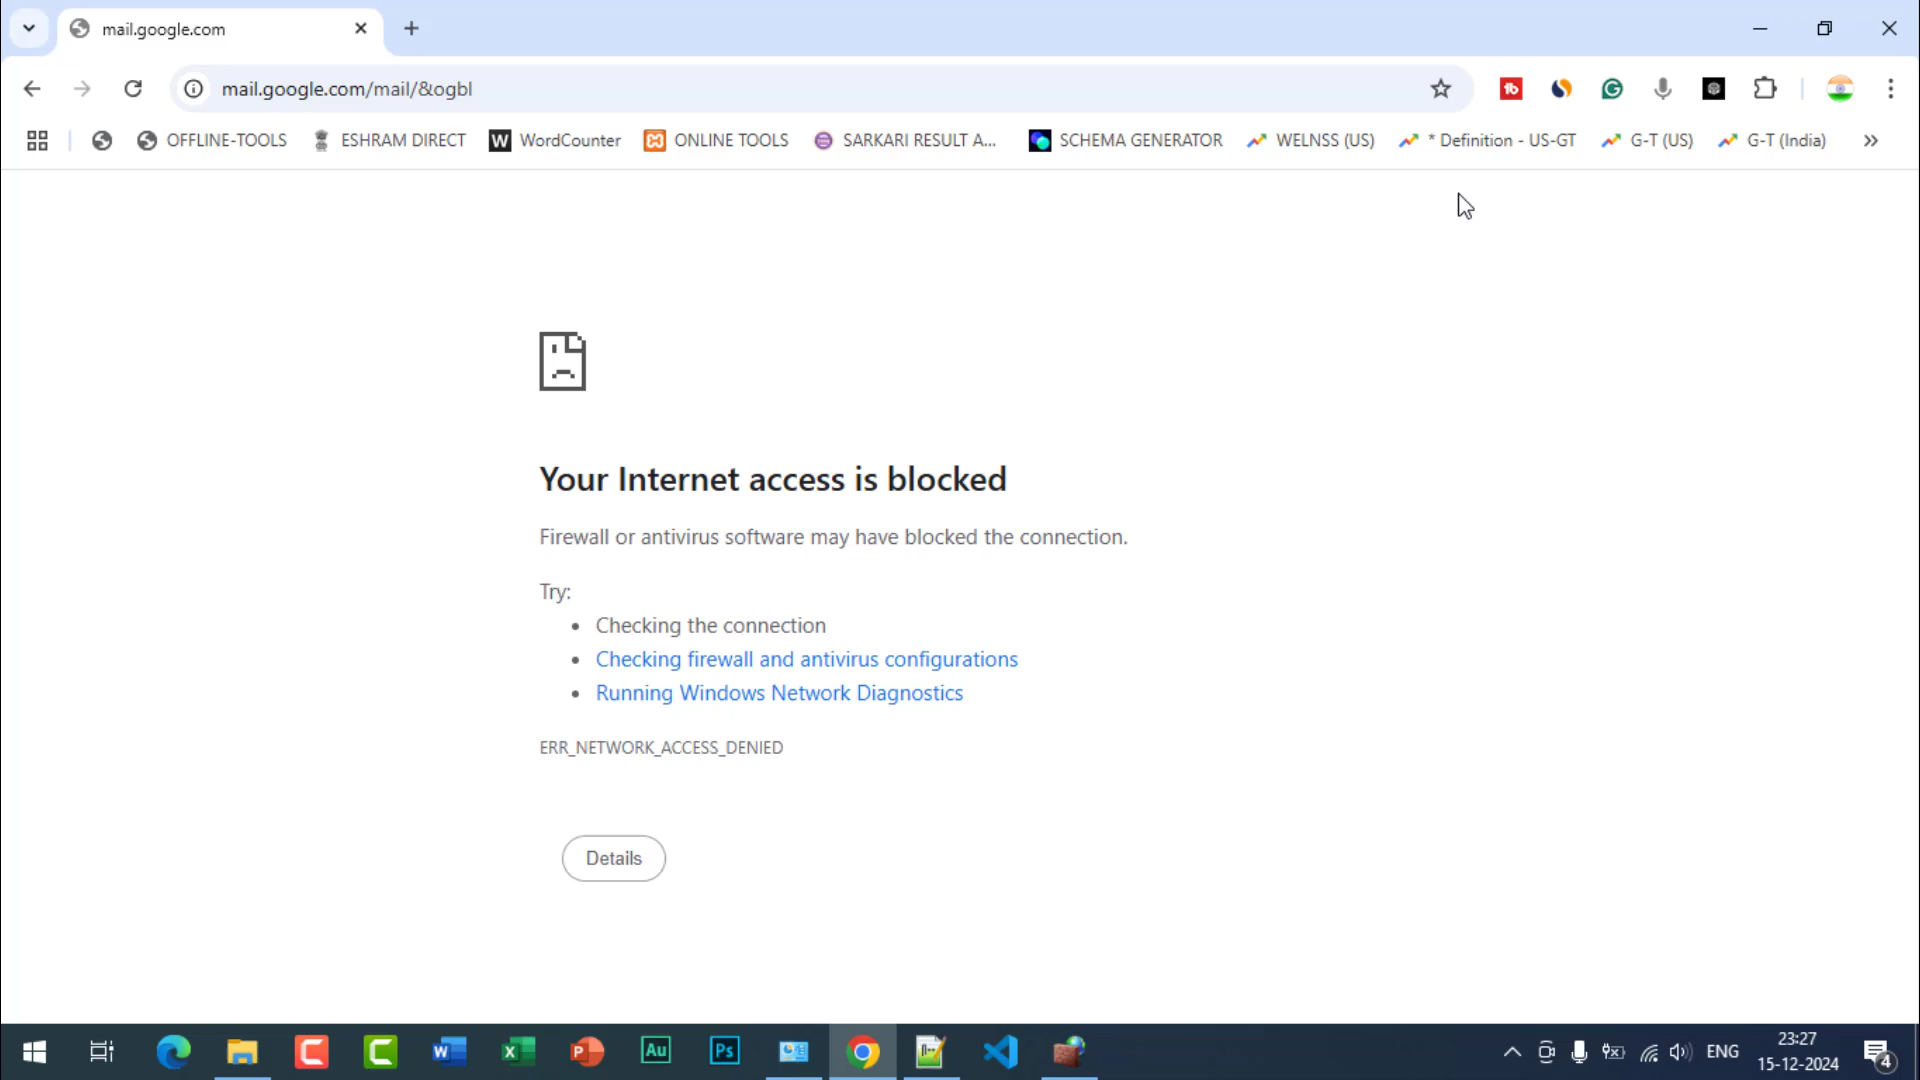 mail.google.com
mail.google.com/mail/&ogbl
OFFLINE-TOOLS ESHRAM DIRECT WordCounter ONLINE TOOLS SARKARI RESULT A... SCHEMA GENERATOR WELNSS (US) * Definition - US-GT G-T (US) G-T (India)
Your Internet access is blocked
Firewall or antivirus software may have blocked the connection.
Try:
• Checking the connection
• Checking firewall and antivirus configurations
• Running Windows Network Diagnostics
ERR_NETWORK_ACCESS_DENIED
Details
ENG
23:27
15-12-2024
4